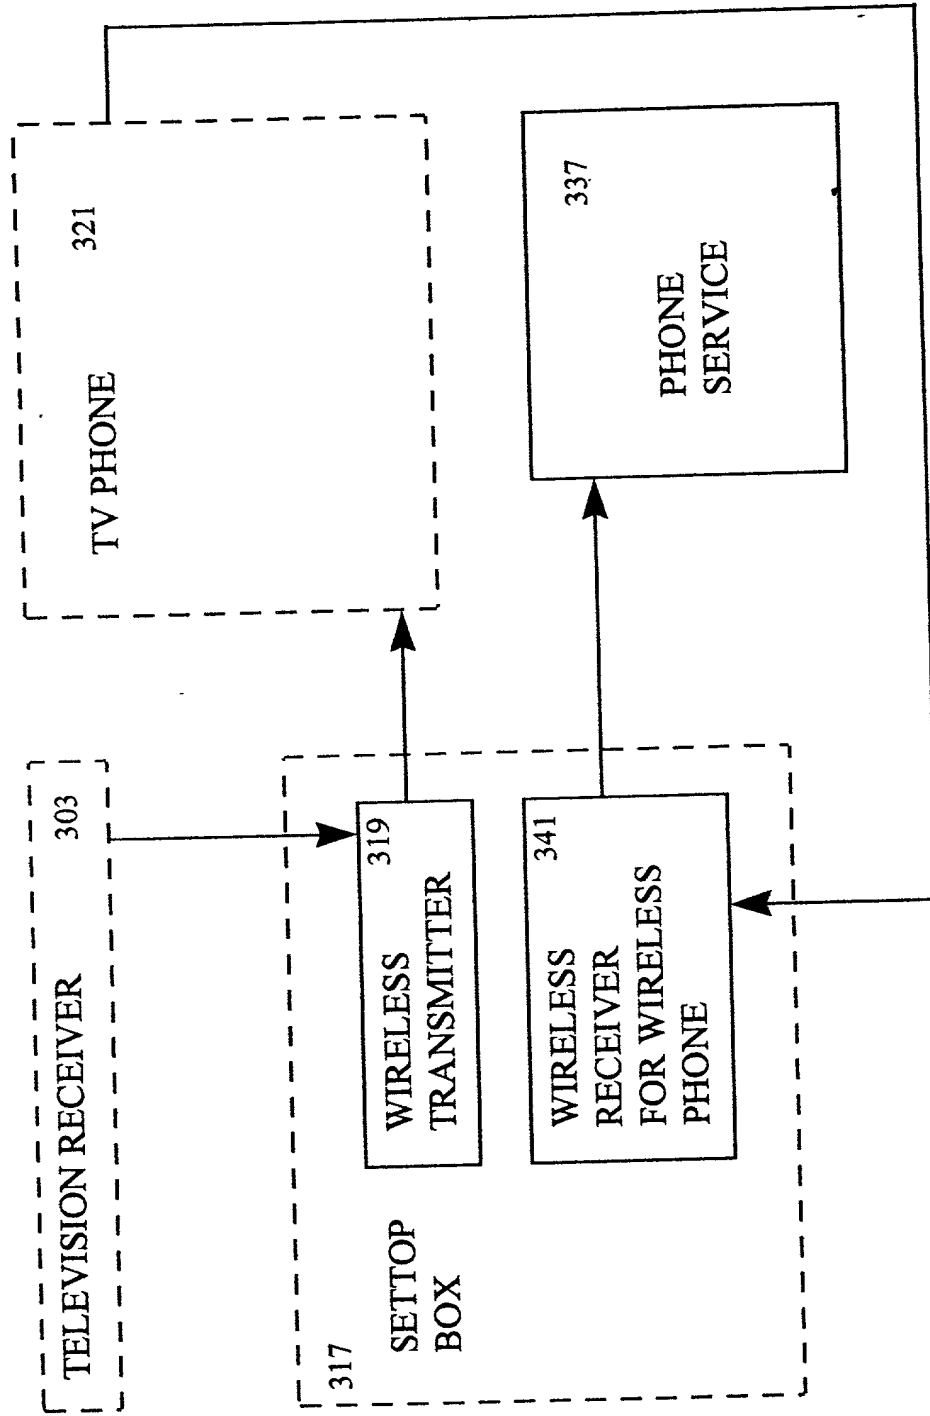 TELEVISION RECEIVER 303
TV PHONE 321
317
SETTOP
BOX
WIRELESS 319
TRANSMITTER
WIRELESS 341
RECEIVER
FOR WIRELESS
PHONE
337
PHONE
SERVICE